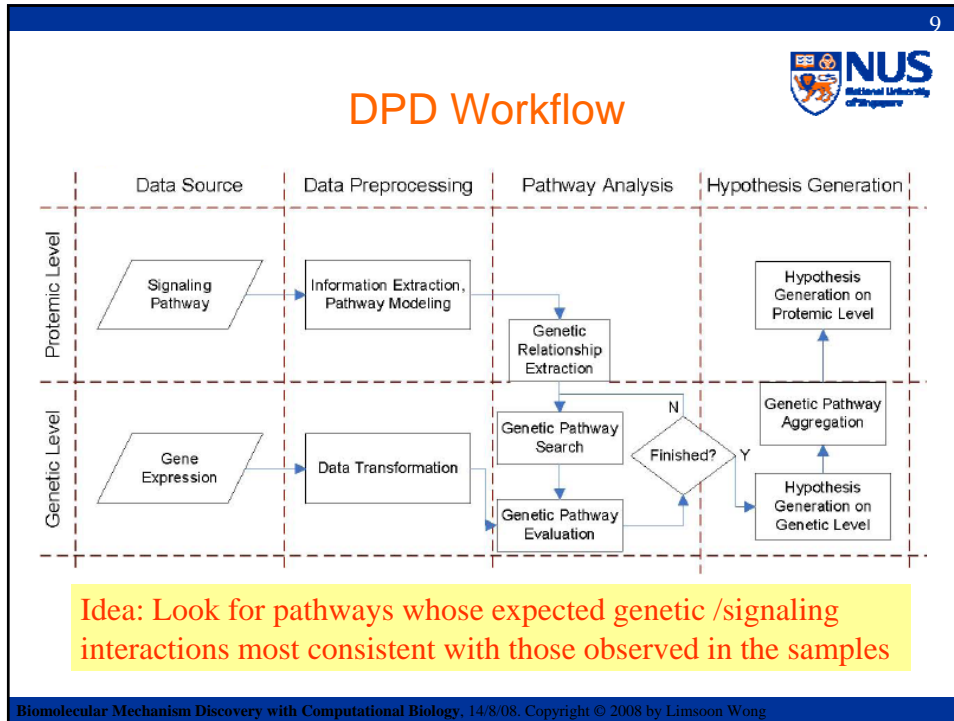 9
NUS
National University
of Singapore
DPD Workflow
Data Source
Data Preprocessing
Pathway Analysis
Hypothesis Generation
Protemic Level
Signaling
Pathway
Information Extraction,
Pathway Modeling
Genetic
Relationship
Extraction
Hypothesis
Generation on
Protemic Level
Genetic Level
Gene
Expression
Data Transformation
Genetic Pathway
Search
Genetic Pathway
Evaluation
N
Finished?
Y
Genetic Pathway
Aggregation
Hypothesis
Generation on
Genetic Level
Idea: Look for pathways whose expected genetic /signaling
interactions most consistent with those observed in the samples
Biomolecular Mechanism Discovery with Computational Biology, 14/8/08. Copyright © 2008 by Limsoon Wong